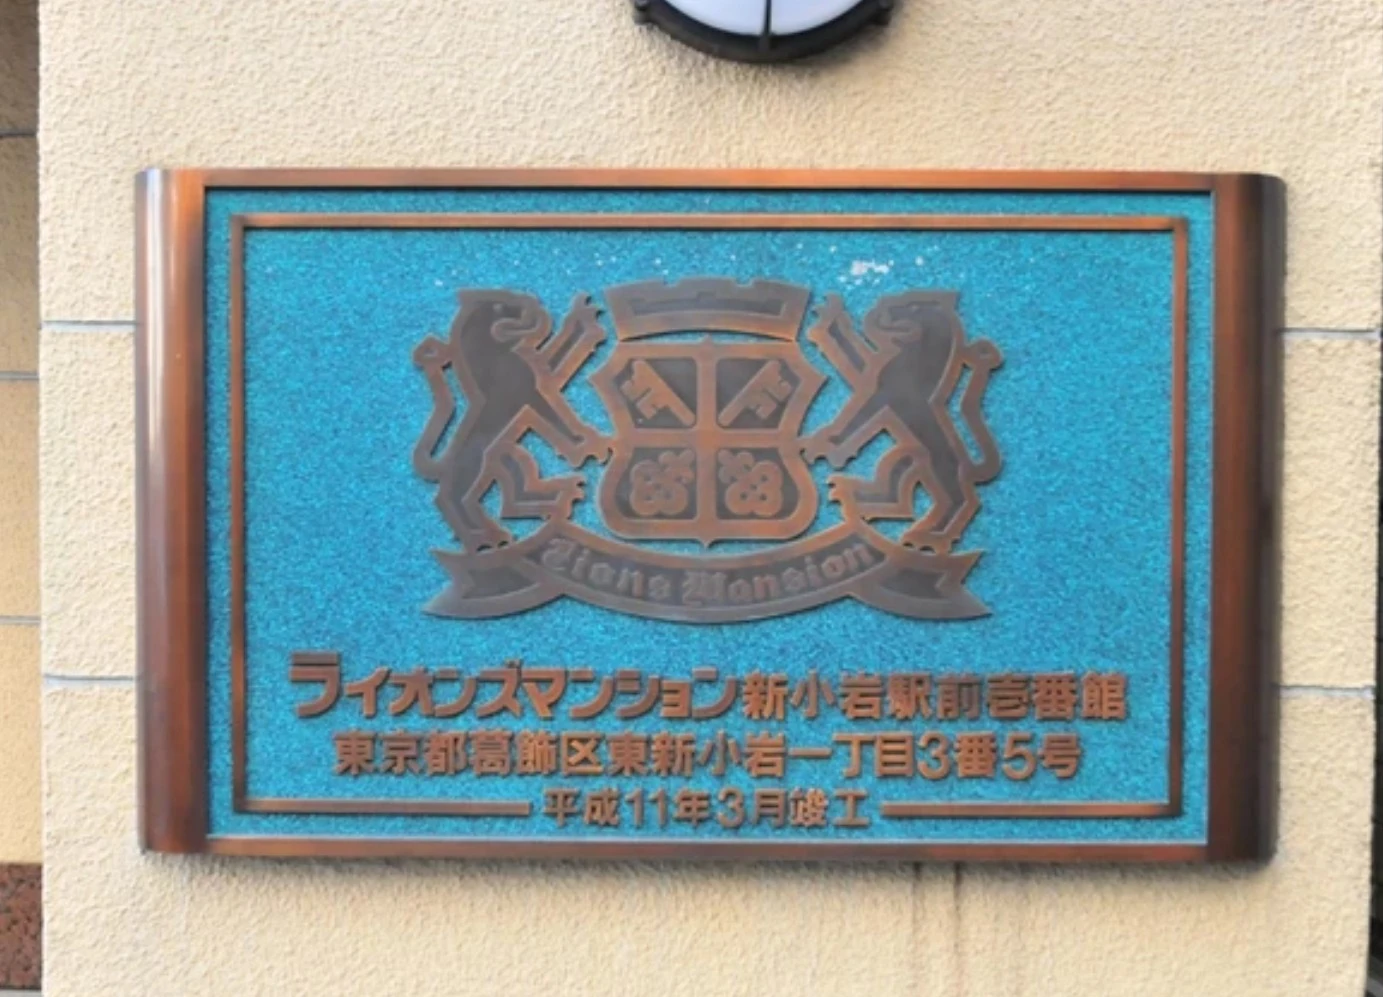 Lions Mansion
ライオンズマンション新小岩駅前壱番館
東京都葛飾区東新小岩一丁目3番5号
平成11年3月竣工